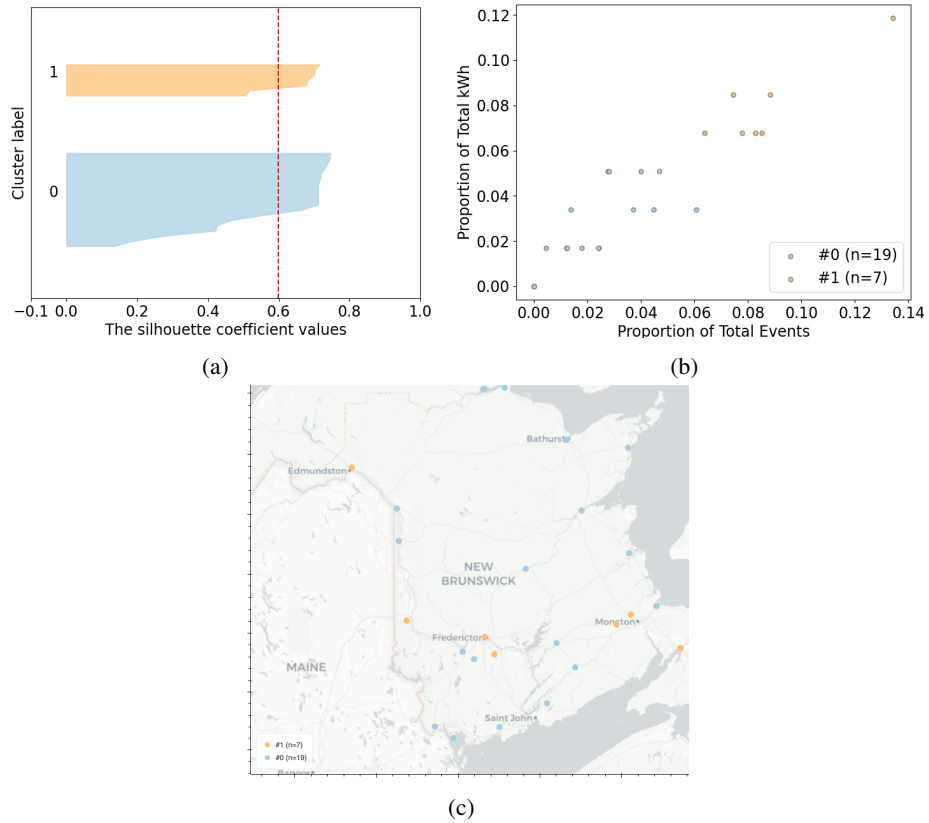 1
0
Cluster label
−0.1 0.0 0.2 0.4 0.6 0.8 1.0
The silhouette coefficient values
(a)
0.12
0.10
0.08
0.06
0.04
0.02
0.00
Proportion of Total kWh
#0 (n=19)
#1 (n=7)
0.00 0.02 0.04 0.06 0.08 0.10 0.12 0.14
Proportion of Total Events
(b)
Bathurst
Edmundston
NEW
BRUNSWICK
Moncton
Fredericton
MAINE
Saint John
#1 (n=7)
#0 (n=19)
Bangor
(c)